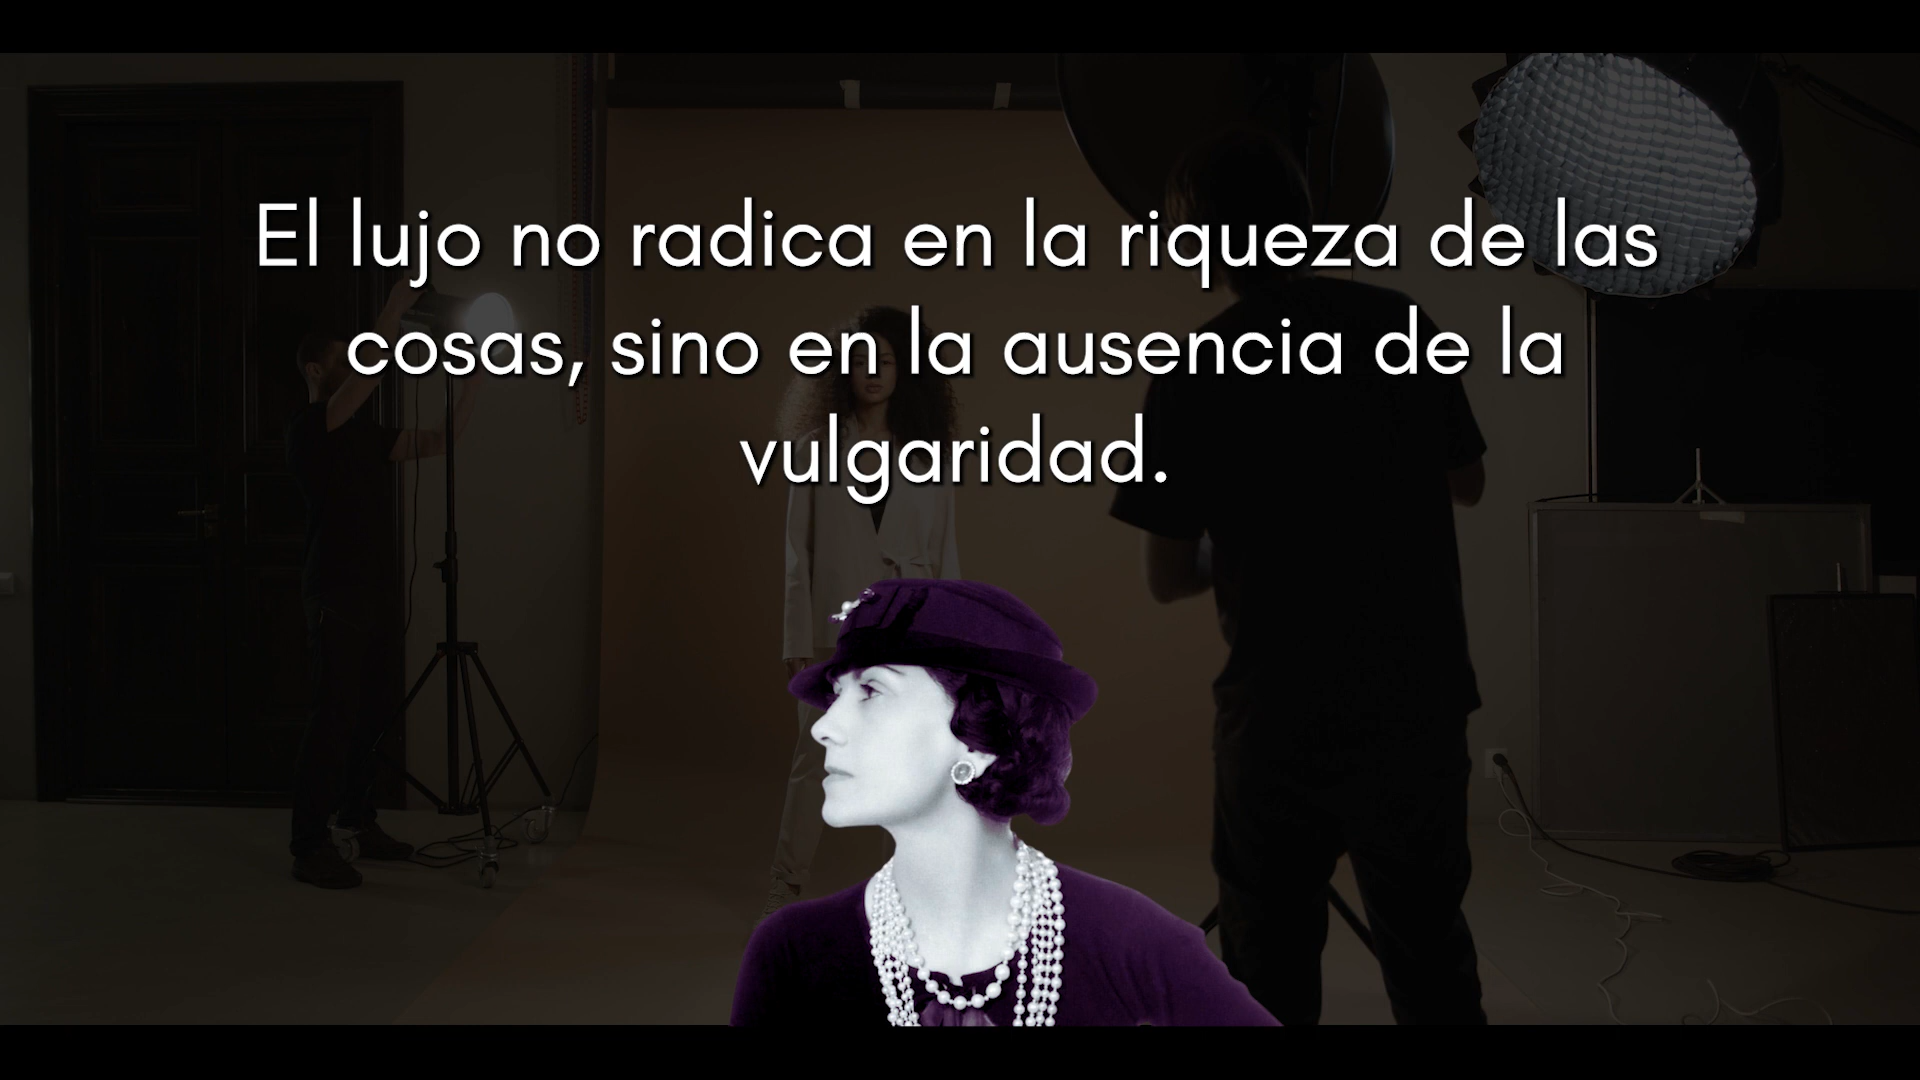 El lujo no radica en la riqueza de las
cosas, sino en la ausencia de la
vulgaridad.